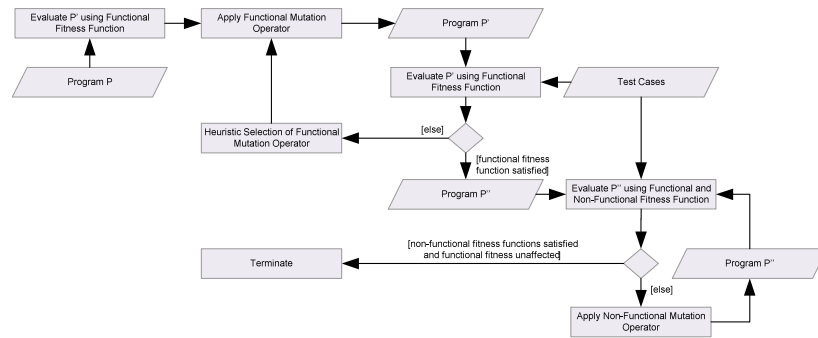 Evaluate P' using Functional
Fitness Function
Apply Functional Mutation
Operator
Program P'
Program P
Evaluate P' using Functional
Fitness Function
Test Cases
Heuristic Selection of Functional
Mutation Operator
[else]
[functional fitness
function satisfied]
Program P''
Evaluate P'' using Functional and
Non-Functional Fitness Function
[non-functional fitness functions satisfied
and functional fitness unaffected]
Terminate
Program P''
[else]
Apply Non-Functional Mutation
Operator